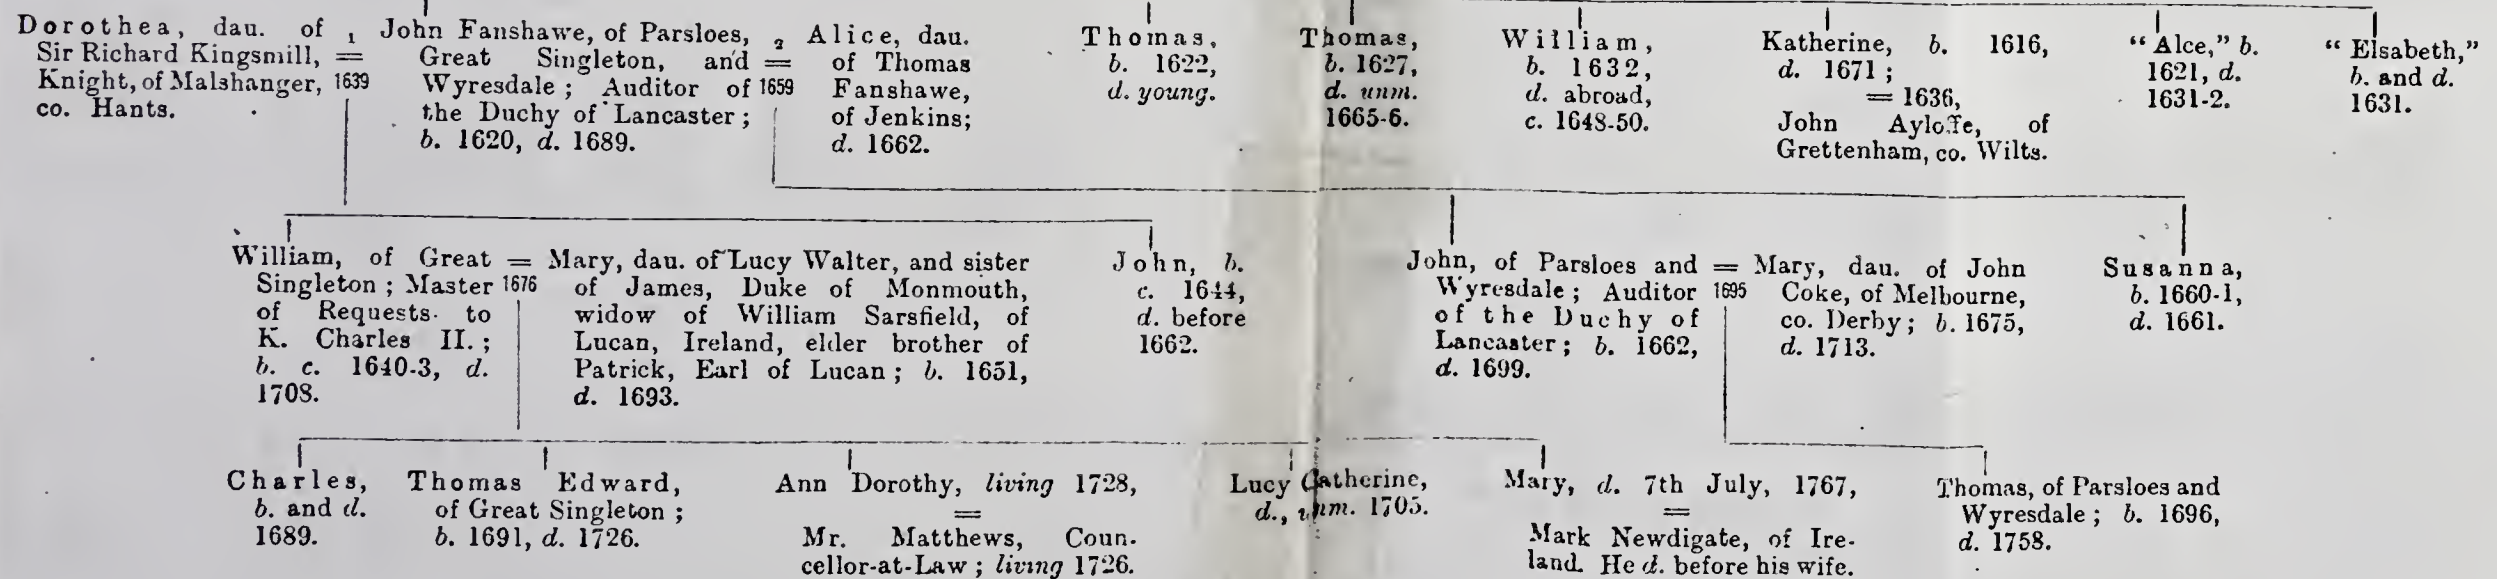 Dorothea, dau. of
Sir Richard Kingsmill,
Knight, of Malshanger,
co. Hants.
1
=
1639
John Fanshawe, of Parsloes,
Great Singleton, and
Wyresdale; Auditor of
the Duchy of Lancaster;
b. 1620, d. 1689.
2
=
1659
Alice, dau.
of Thomas
Fanshawe,
of Jenkins;
d. 1662.
Thomas,
b. 1622,
d. young.
Thomas,
b. 1627,
d. unm.
1665-6.
William,
b. 1632,
d. abroad,
c. 1648-50.
Katherine, b. 1616,
d. 1671;
= 1636,
John Ayloffe, of
Grettenham, co. Wilts.
"Alce," b.
1621, d.
1631-2.
"Elsabeth,"
b. and d.
1631.
William, of Great
Singleton; Master
of Requests to
K. Charles II.;
b. c. 1640-3, d.
1708.
=
1676
Mary, dau. of Lucy Walter, and sister
of James, Duke of Monmouth,
widow of William Sarsfield, of
Lucan, Ireland, elder brother of
Patrick, Earl of Lucan; b. 1651,
d. 1693.
John, b.
c. 1644,
d. before
1662.
John, of Parsloes and
Wyresdale; Auditor
of the Duchy of
Lancaster; b. 1662,
d. 1699.
=
1695
Mary, dau. of John
Coke, of Melbourne,
co. Derby; b. 1675,
d. 1713.
Susanna,
b. 1660-1,
d. 1661.
Charles,
b. and d.
1689.
Thomas Edward,
of Great Singleton;
b. 1691, d. 1726.
Ann Dorothy, living 1728,
=
Mr. Matthews, Coun-
cellor-at-Law; living 1726.
Lucy Catherine,
d., unm. 1705.
Mary, d. 7th July, 1767,
=
Mark Newdigate, of Ire-
land. He d. before his wife.
Thomas, of Parsloes and
Wyresdale; b. 1696,
d. 1758.